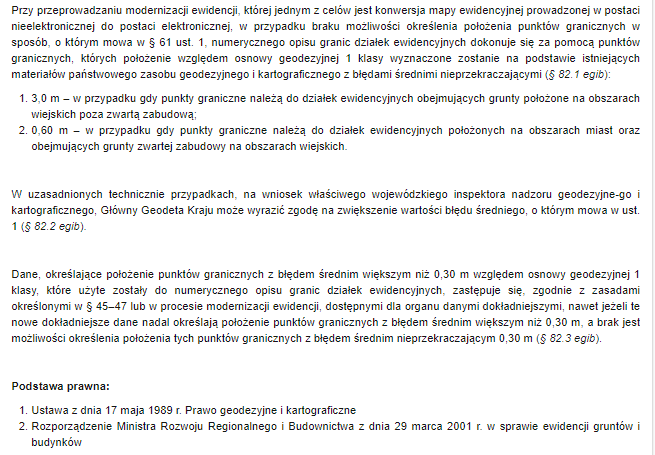 Przy przeprowadzaniu modernizacji ewidencji, której jednym z celów jest konwersja mapy ewidencyjnej prowadzonej w postaci
nieelektronicznej do postaci elektronicznej, w przypadku braku możliwości określenia położenia punktów granicznych w
sposób, o którym mowa w § 61 ust. 1, numerycznego opisu granic działek ewidencyjnych dokonuje się za pomocą punktów
granicznych, których położenie względem osnowy geodezyjnej 1 klasy wyznaczone zostanie na podstawie istniejących
materiałów państwowego zasobu geodezyjnego i kartograficznego z błędami średnimi nieprzekraczającymi (§ 82.1 egib):
1. 3,0 m – w przypadku gdy punkty graniczne należą do działek ewidencyjnych obejmujących grunty położone na obszarach
wiejskich poza zwartą zabudową;
2. 0,60 m – w przypadku gdy punkty graniczne należą do działek ewidencyjnych położonych na obszarach miast oraz
obejmujących grunty zwartej zabudowy na obszarach wiejskich.
W uzasadnionych technicznie przypadkach, na wniosek właściwego wojewódzkiego inspektora nadzoru geodezyjne-go i
kartograficznego, Główny Geodeta Kraju może wyrazić zgodę na zwiększenie wartości błędu średniego, o którym mowa w ust.
1 (§ 82.2 egib).
Dane, określające położenie punktów granicznych z błędem średnim większym niż 0,30 m względem osnowy geodezyjnej 1
klasy, które użyte zostały do numerycznego opisu granic działek ewidencyjnych, zastępuje się, zgodnie z zasadami
określonymi w § 45–47 lub w procesie modernizacji ewidencji, dostępnymi dla organu danymi dokładniejszymi, nawet jeżeli te
nowe dokładniejsze dane nadal określają położenie punktów granicznych z błędem średnim większym niż 0,30 m, a brak jest
możliwości określenia położenia tych punktów granicznych z błędem średnim nieprzekraczającym 0,30 m (§ 82.3 egib).
Podstawa prawna:
1. Ustawa z dnia 17 maja 1989 r. Prawo geodezyjne i kartograficzne
2. Rozporządzenie Ministra Rozwoju Regionalnego i Budownictwa z dnia 29 marca 2001 r. w sprawie ewidencji gruntów i
budynków